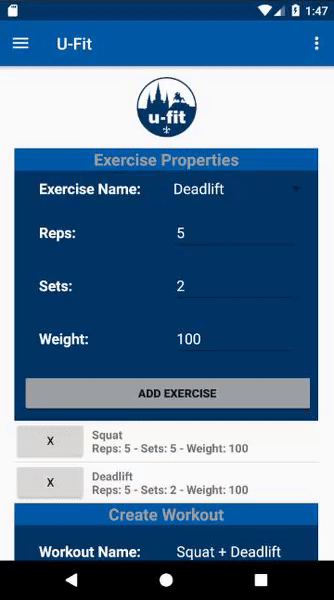 1:47
U-Fit
u-fit
Exercise Properties
Exercise Name: Deadlift
Reps: 5
Sets: 2
Weight: 100
ADD EXERCISE
X Squat
Reps: 5 - Sets: 5 - Weight: 100
X Deadlift
Reps: 5 - Sets: 2 - Weight: 100
Create Workout
Workout Name: Squat + Deadlift